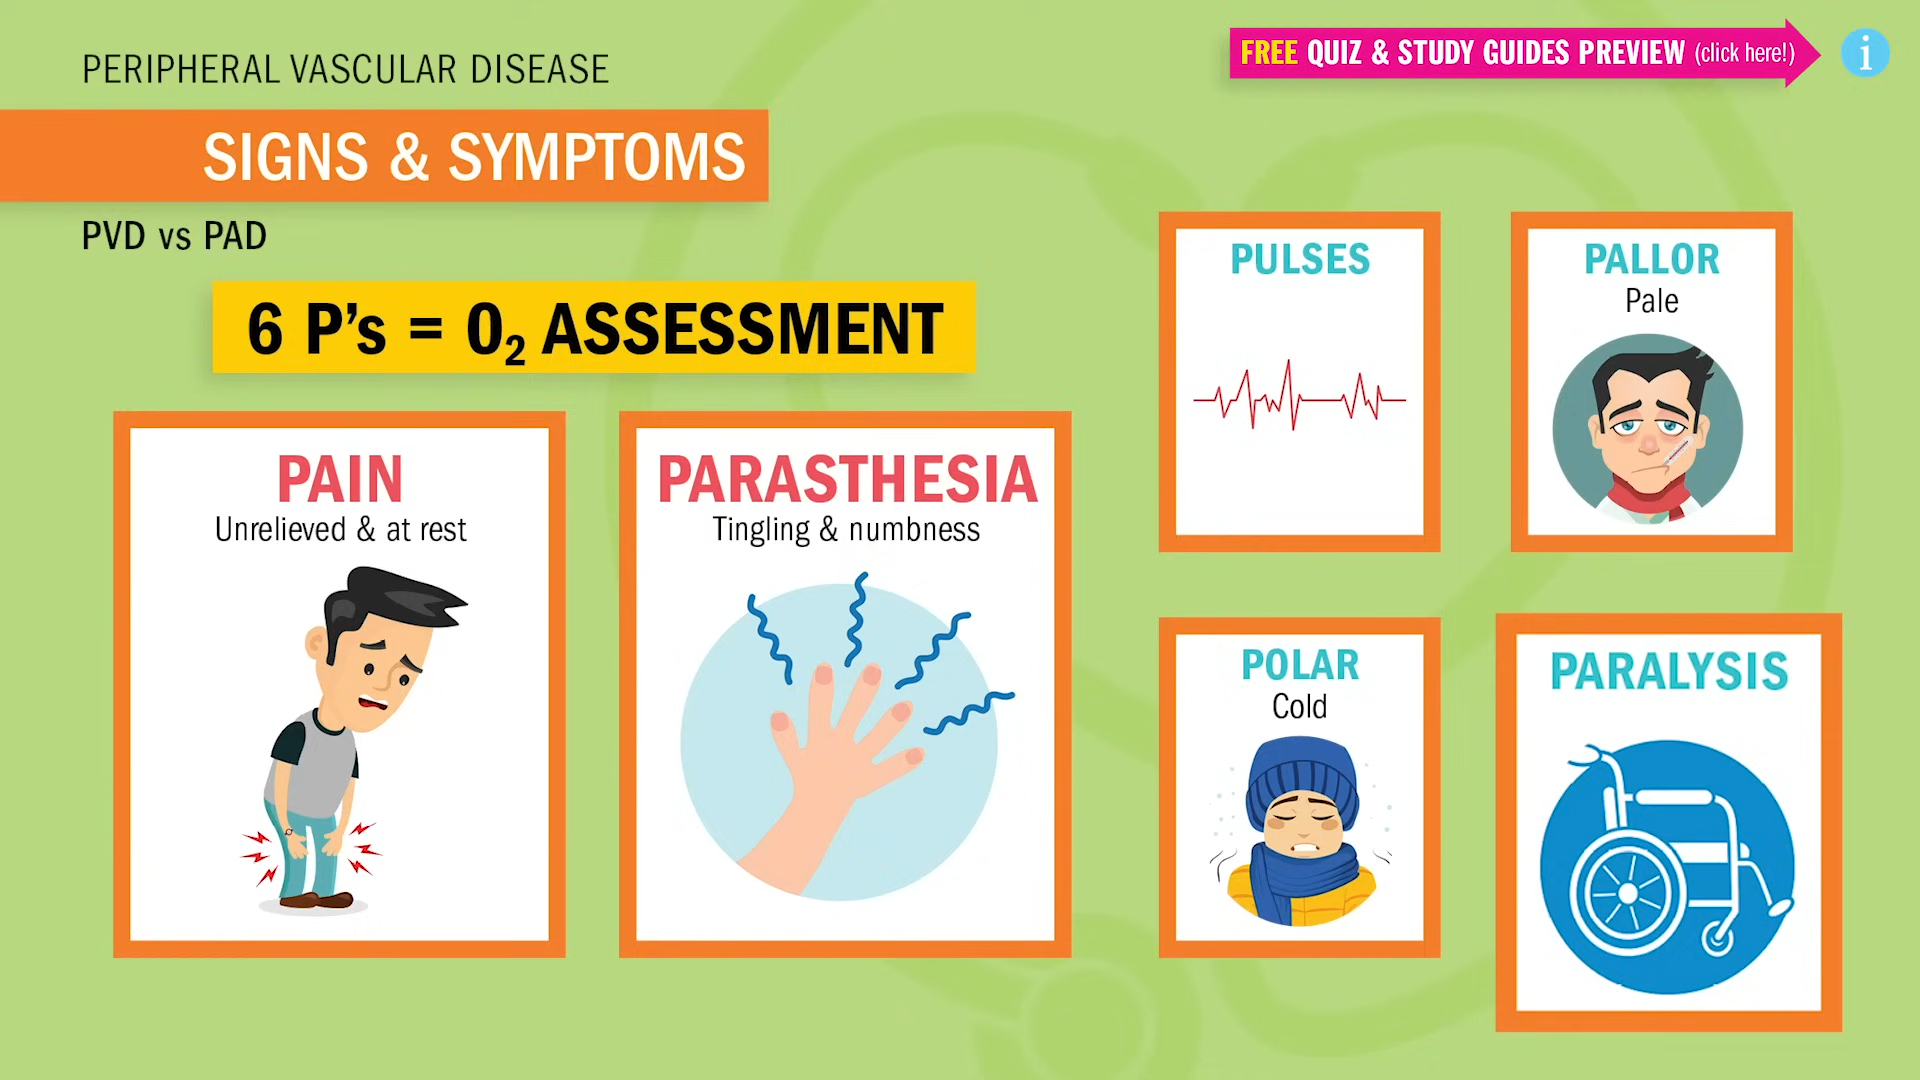 PERIPHERAL VASCULAR DISEASE
FREE QUIZ & STUDY GUIDES PREVIEW (click here!)
i
SIGNS & SYMPTOMS
PVD vs PAD
6 P's = O₂ ASSESSMENT
PAIN
Unrelieved & at rest
PARASTHESIA
Tingling & numbness
PULSES
PALLOR
Pale
POLAR
Cold
PARALYSIS